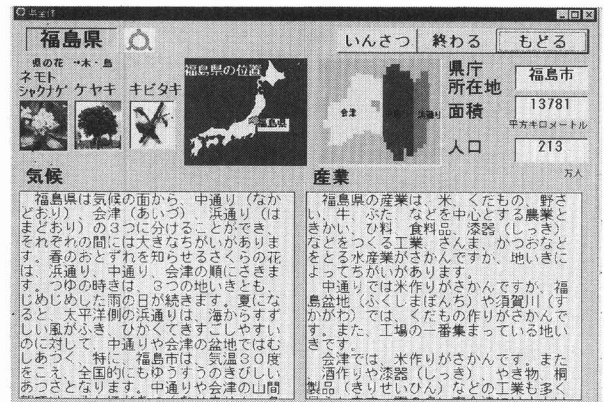 福島県
いんさつ
終わる
もどる
県の花 →木・鳥
ネモト
シャクナゲ
ケヤキ
キビタキ
福島県の位置
福島県
会津
浜通り
県庁
所在地
福島市
面積
13781
平方キロメートル
人口
213
万人
気候
福島県は気候の面から、中通り（なか
どおり）、会津（あいづ）、浜通り（は
まどおり）の３つに分けることができ、
それぞれの間には大きなちがいがありま
す。春のおとずれを知らせるさくらの花
は、浜通り、中通り、会津の順にさきま
す。つゆの時きは、３つの地いきとも、
じめじめした雨の日が続きます。夏にな
ると、太平洋側の浜通りは、海からすず
しい風がふき、ひかくてきすごしやすい
のに対して、中通りや会津の盆地ではむ
しあつく、特に、福島市は、気温３０度
をこえ、全国的にもゆうすうのきびしい
あつさとなります。中通りや会津の山間
産業
福島県の産業は、米、くだもの、野さ
い、牛、ぶた、などを中心とする農業と
きかい、ひ料、食料品、漆器（しっき）
などをつくる工業、さんま、かつおなど
をとる水産業がさかんですか、地いきに
よってちがいがあります。
中通りでは米作りがさかんですか、福
島盆地（ふくしまぼんち）や須賀川（す
かがわ）では、くだもの作りがさかんで
す。また、工場の一番集まっている地い
きです。
会津では、米作りがさかんです。また
酒作りや漆器（しっき）、やき物、桐
製品（きりせいひん）などの工業も多く